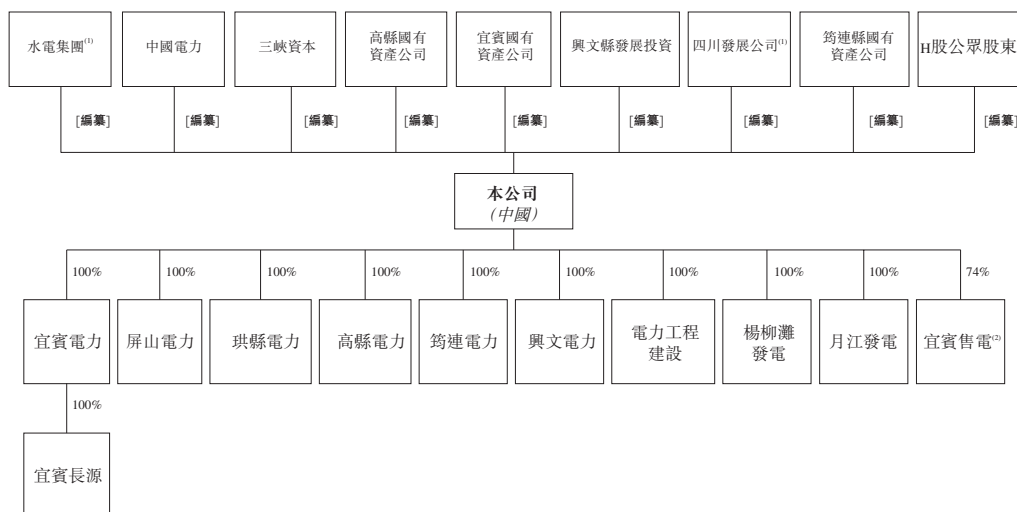 水電集團(1)
中國電力
三峽資本
高縣國有
資產公司
宜賓國有
資產公司
興文縣發展投資
四川發展公司(1)
筠連縣國有
資產公司
H股公眾股東
[編纂]
[編纂]
[編纂]
[編纂]
[編纂]
[編纂]
[編纂]
[編纂]
[編纂]
本公司
(中國)
100%
100%
100%
100%
100%
100%
100%
100%
100%
74%
宜賓電力
屏山電力
珙縣電力
高縣電力
筠連電力
興文電力
電力工程
建設
楊柳灘
發電
月江發電
宜賓售電(2)
100%
宜賓長源